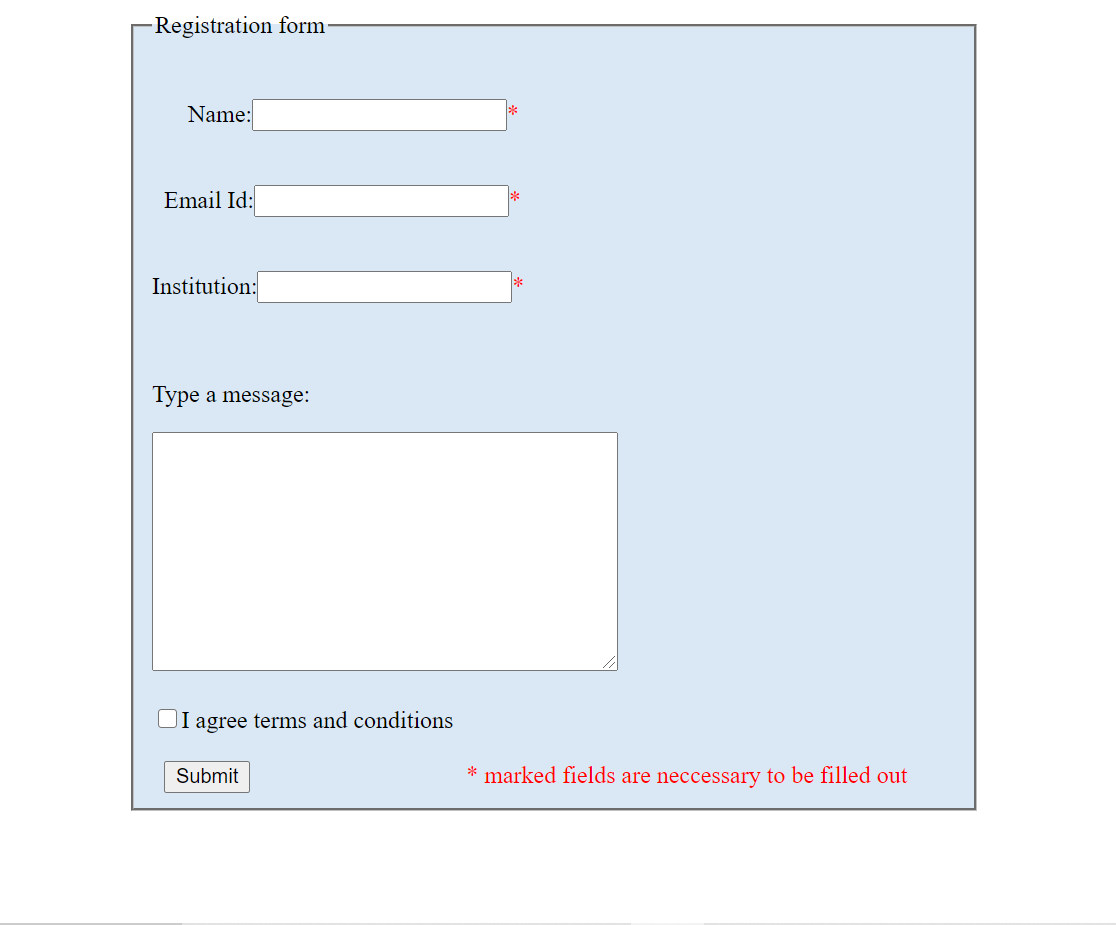 Registration form
Name: *
Email Id: *
Institution: *
Type a message:
I agree terms and conditions
Submit
* marked fields are neccessary to be filled out